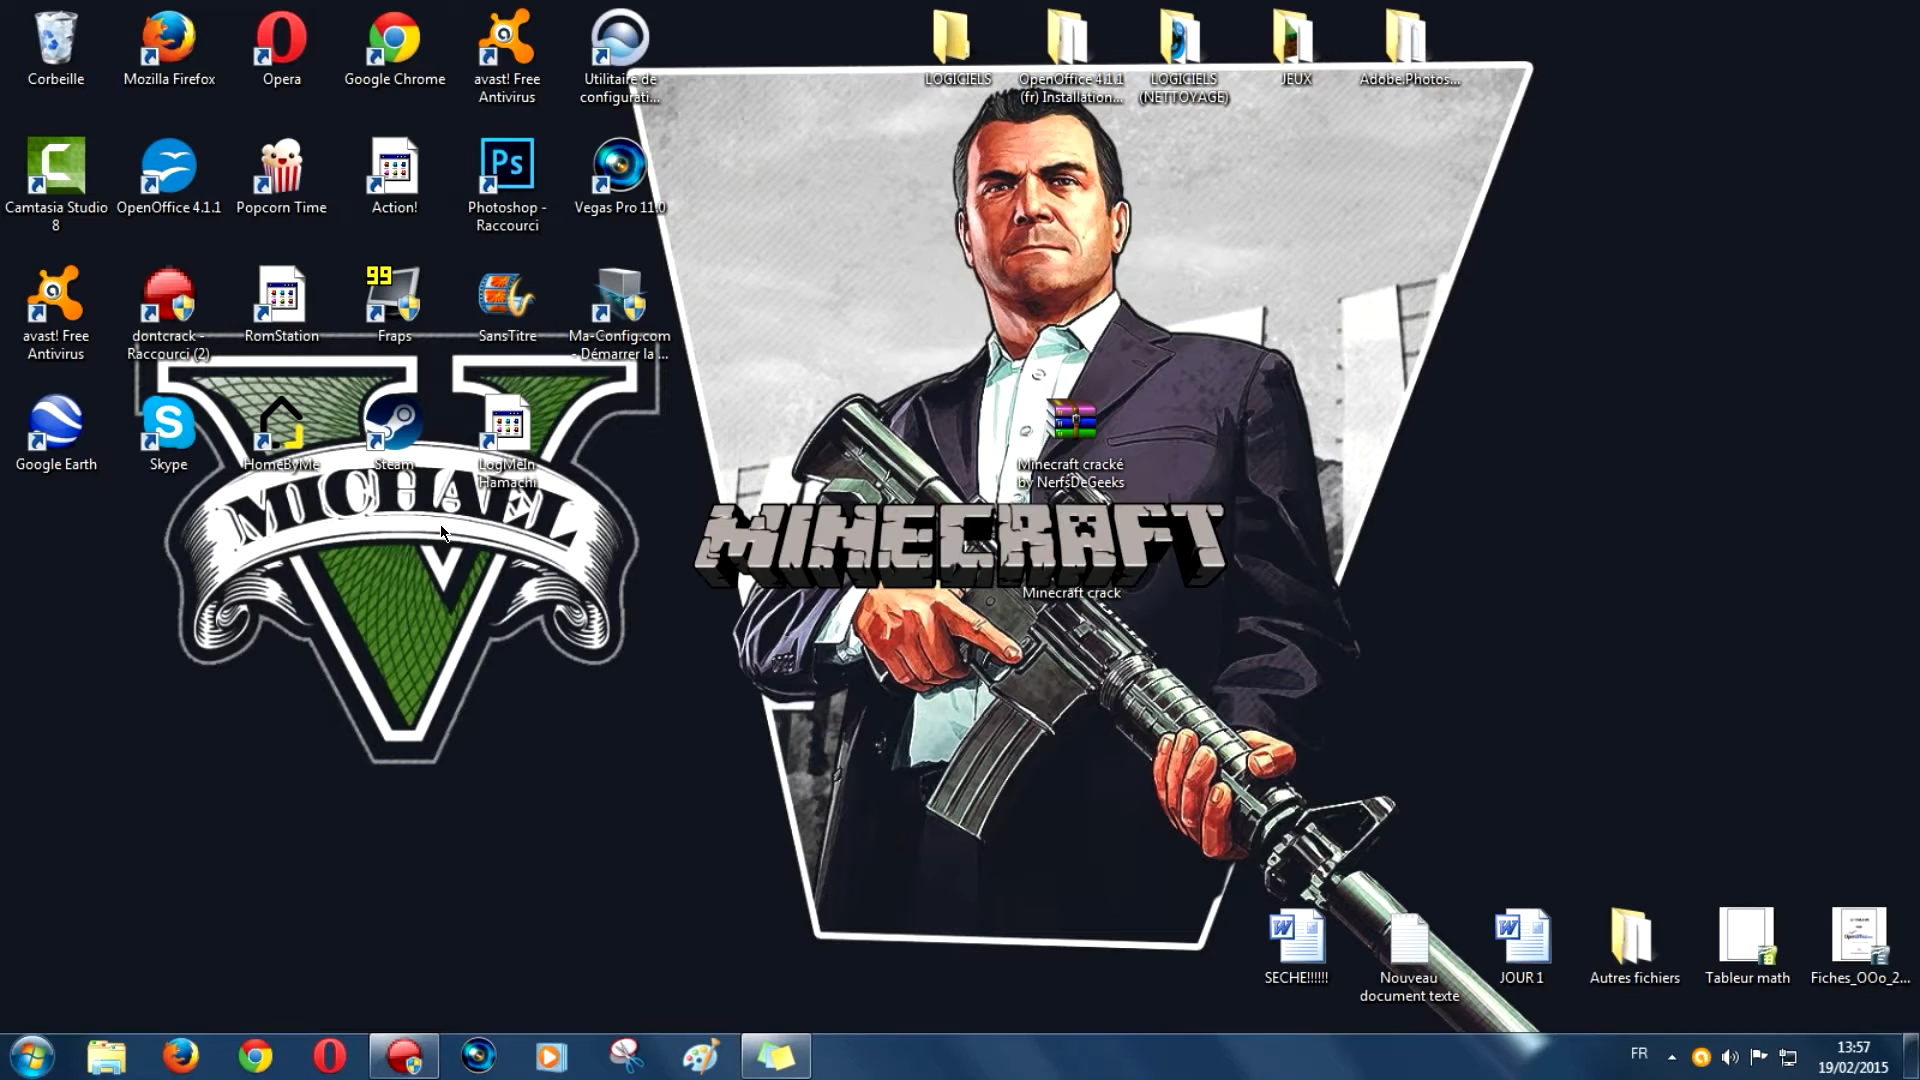 Corbeille
Mozilla Firefox
Opera
Google Chrome
avast! Free
Antivirus
Utilitaire de
configurati...
LOGICIELS
OpenOffice 4.1.1
(fr) Installation...
LOGICIELS
(NETTOYAGE)
JEUX
Adobe.Photos...
Camtasia Studio
8
OpenOffice 4.1.1
Popcorn Time
Action!
Ps
Photoshop -
Raccourci
Vegas Pro 11.0
avast! Free
Antivirus
dontcrack -
Raccourci (2)
RomStation
99
Fraps
SansTitre
Ma-Config.com
- Démarrer la ...
Google Earth
Skype
HomeByMe
Steam
LogMeIn
Hamachi
Minecraft cracké
by NerfsDeGeeks
V
MICHAEL
MINECRAFT
Minecraft crack
SECHE!!!!!!
Nouveau
document texte
JOUR 1
Autres fichiers
Tableur math
Fiches_OOo_2...
FR
13:57
19/02/2015